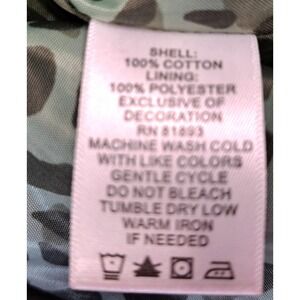 SHELL:
100% COTTON
LINING:
100% POLYESTER
EXCLUSIVE OF
DECORATION
RN 81893
MACHINE WASH COLD
WITH LIKE COLORS
GENTLE CYCLE
DO NOT BLEACH
TUMBLE DRY LOW
WARM IRON
IF NEEDED